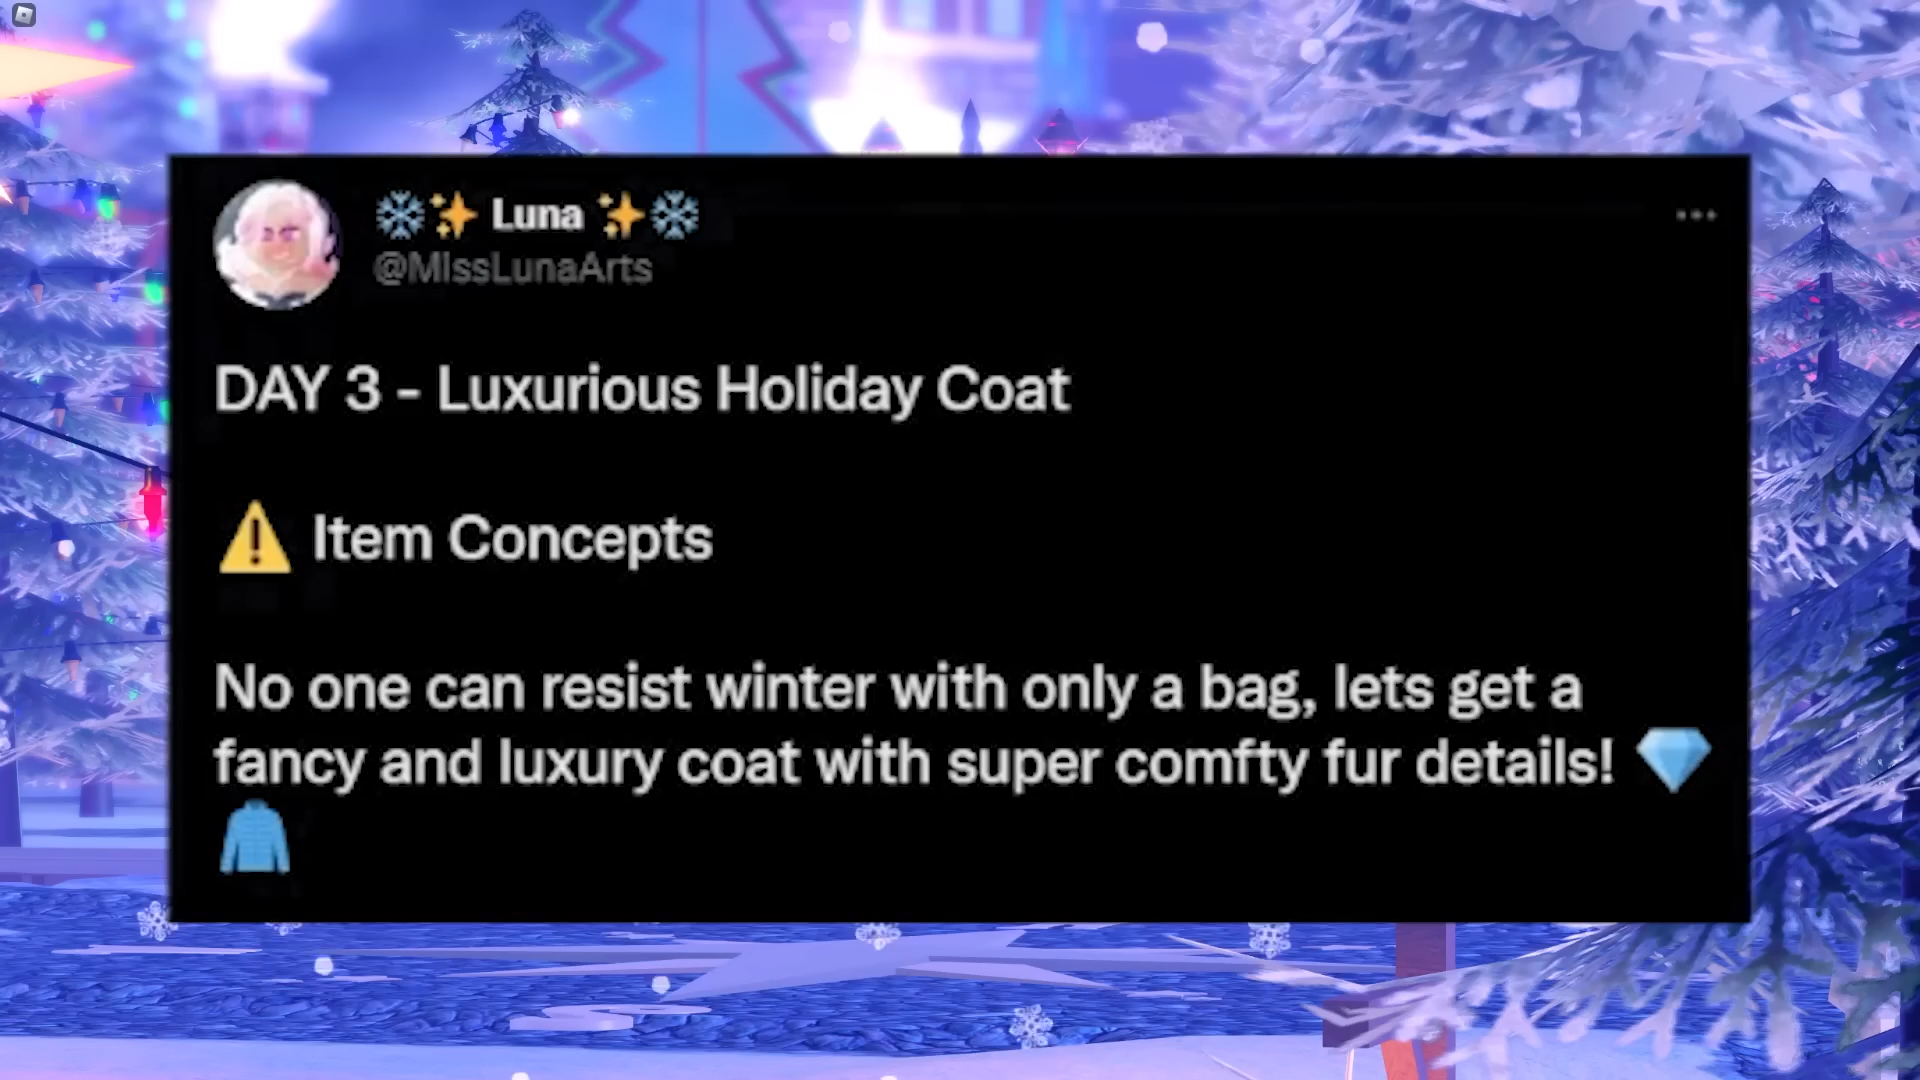 ❄️✨ Luna ✨❄️
@MIssLunaArts
DAY 3 - Luxurious Holiday Coat
⚠️ Item Concepts
No one can resist winter with only a bag, lets get a
fancy and luxury coat with super comfty fur details! 💎
🧥